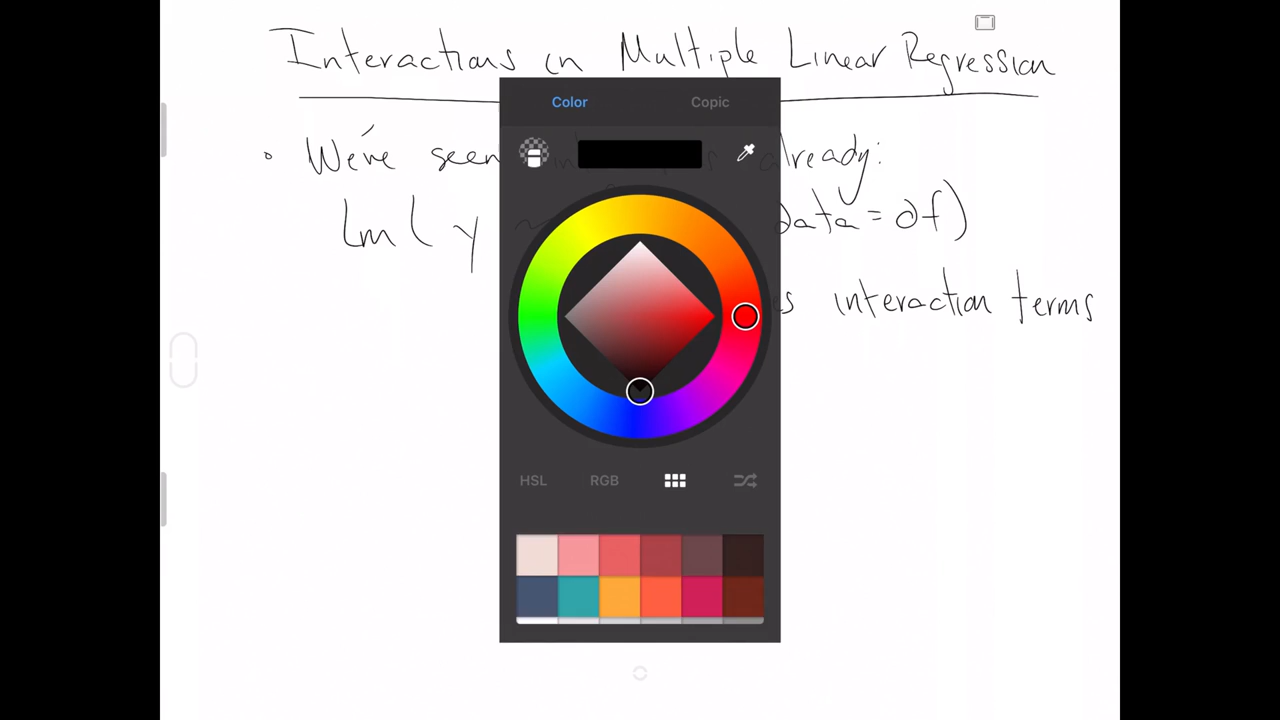 Interactions in Multiple Linear Regression
Color Copic
• We've seen already:
lm ( y data = df)
interaction terms
HSL RGB